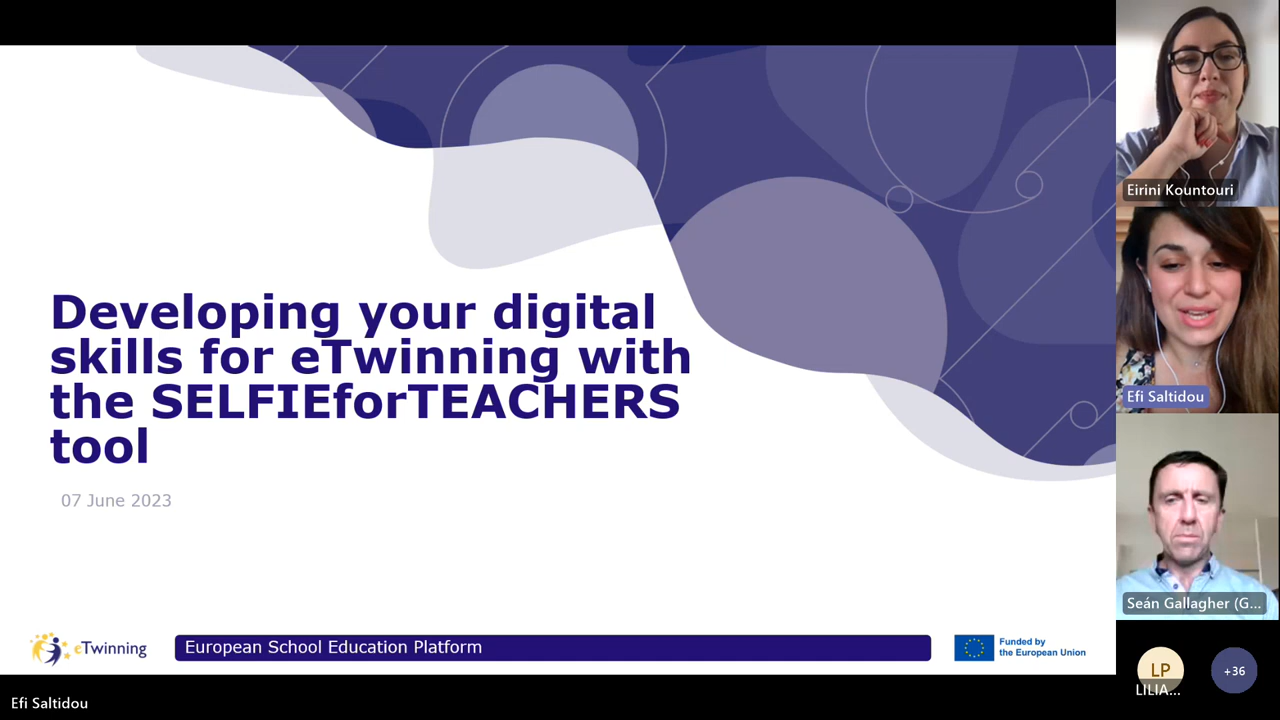 Developing your digital
skills for eTwinning with
the SELFIEforTEACHERS
tool
07 June 2023
eTwinning
European School Education Platform
Funded by
the European Union
Efi Saltidou
Eirini Kountouri
Efi Saltidou
Seán Gallagher (G...
LP
LILIA...
+36